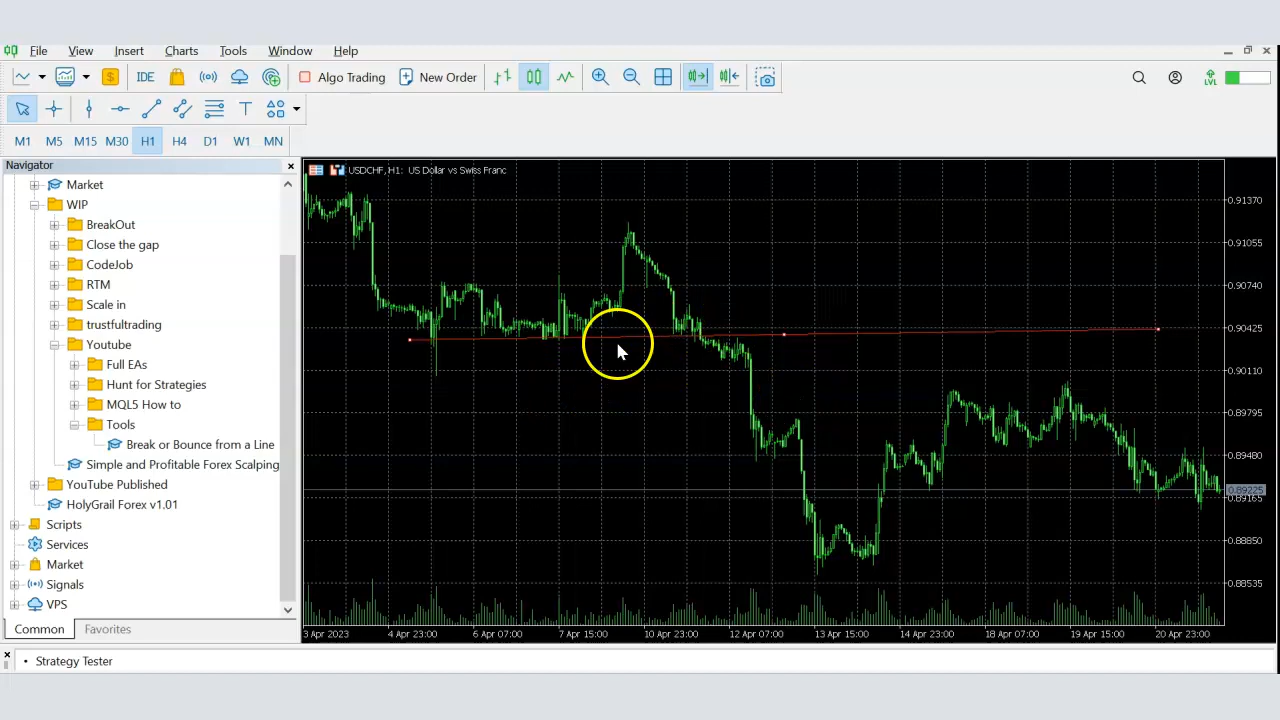 File View Insert Charts Tools Window Help
IDE Algo Trading New Order LVL
T
M1 M5 M15 M30 H1 H4 D1 W1 MN
Navigator
Market
WIP
BreakOut
Close the gap
CodeJob
RTM
Scale in
trustfultrading
Youtube
Full EAs
Hunt for Strategies
MQL5 How to
Tools
Break or Bounce from a Line
Simple and Profitable Forex Scalping
YouTube Published
HolyGrail Forex v1.01
Scripts
Services
Market
Signals
VPS
Common Favorites
USDCHF, H1: US Dollar vs Swiss Franc
0.91370
0.91055
0.90740
0.90425
0.90110
0.89795
0.89480
0.89225
0.89165
0.88850
0.88535
3 Apr 2023 4 Apr 23:00 6 Apr 07:00 7 Apr 15:00 10 Apr 23:00 12 Apr 07:00 13 Apr 15:00 14 Apr 23:00 18 Apr 07:00 19 Apr 15:00 20 Apr 23:00
Strategy Tester